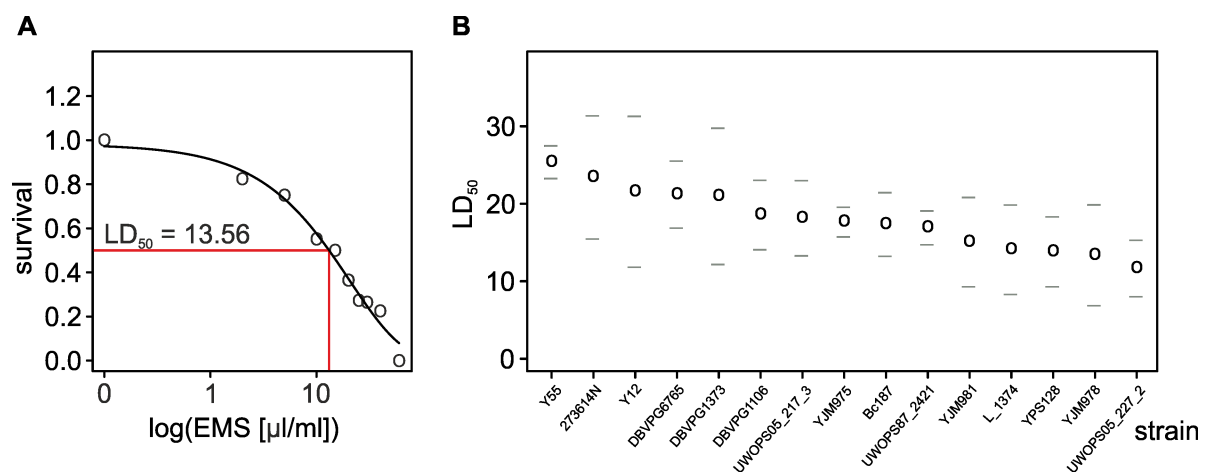 A
survival
1.2
1.0
0.8
0.6
0.4
0.2
0.0
LD50 = 13.56
0 1 10
log(EMS [µl/ml])
B
LD50
30
20
10
0
Y55
273614N
Y12
DBVPG6765
DBVPG1373
DBVPG1106
UWOPS05_217_3
YJM975
Bc187
UWOPS87_2421
YJM981
L_1374
YPS128
YJM978
UWOPS05_227_2
strain